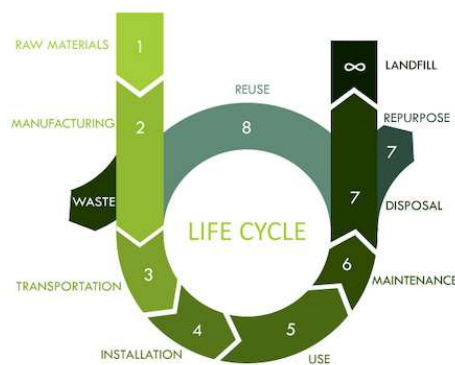 RAW MATERIALS
1
MANUFACTURING
2
WASTE
TRANSPORTATION
3
INSTALLATION
4
5
USE
6
MAINTENANCE
7
DISPOSAL
7
REPURPOSE
∞
LANDFILL
REUSE
8
LIFE CYCLE